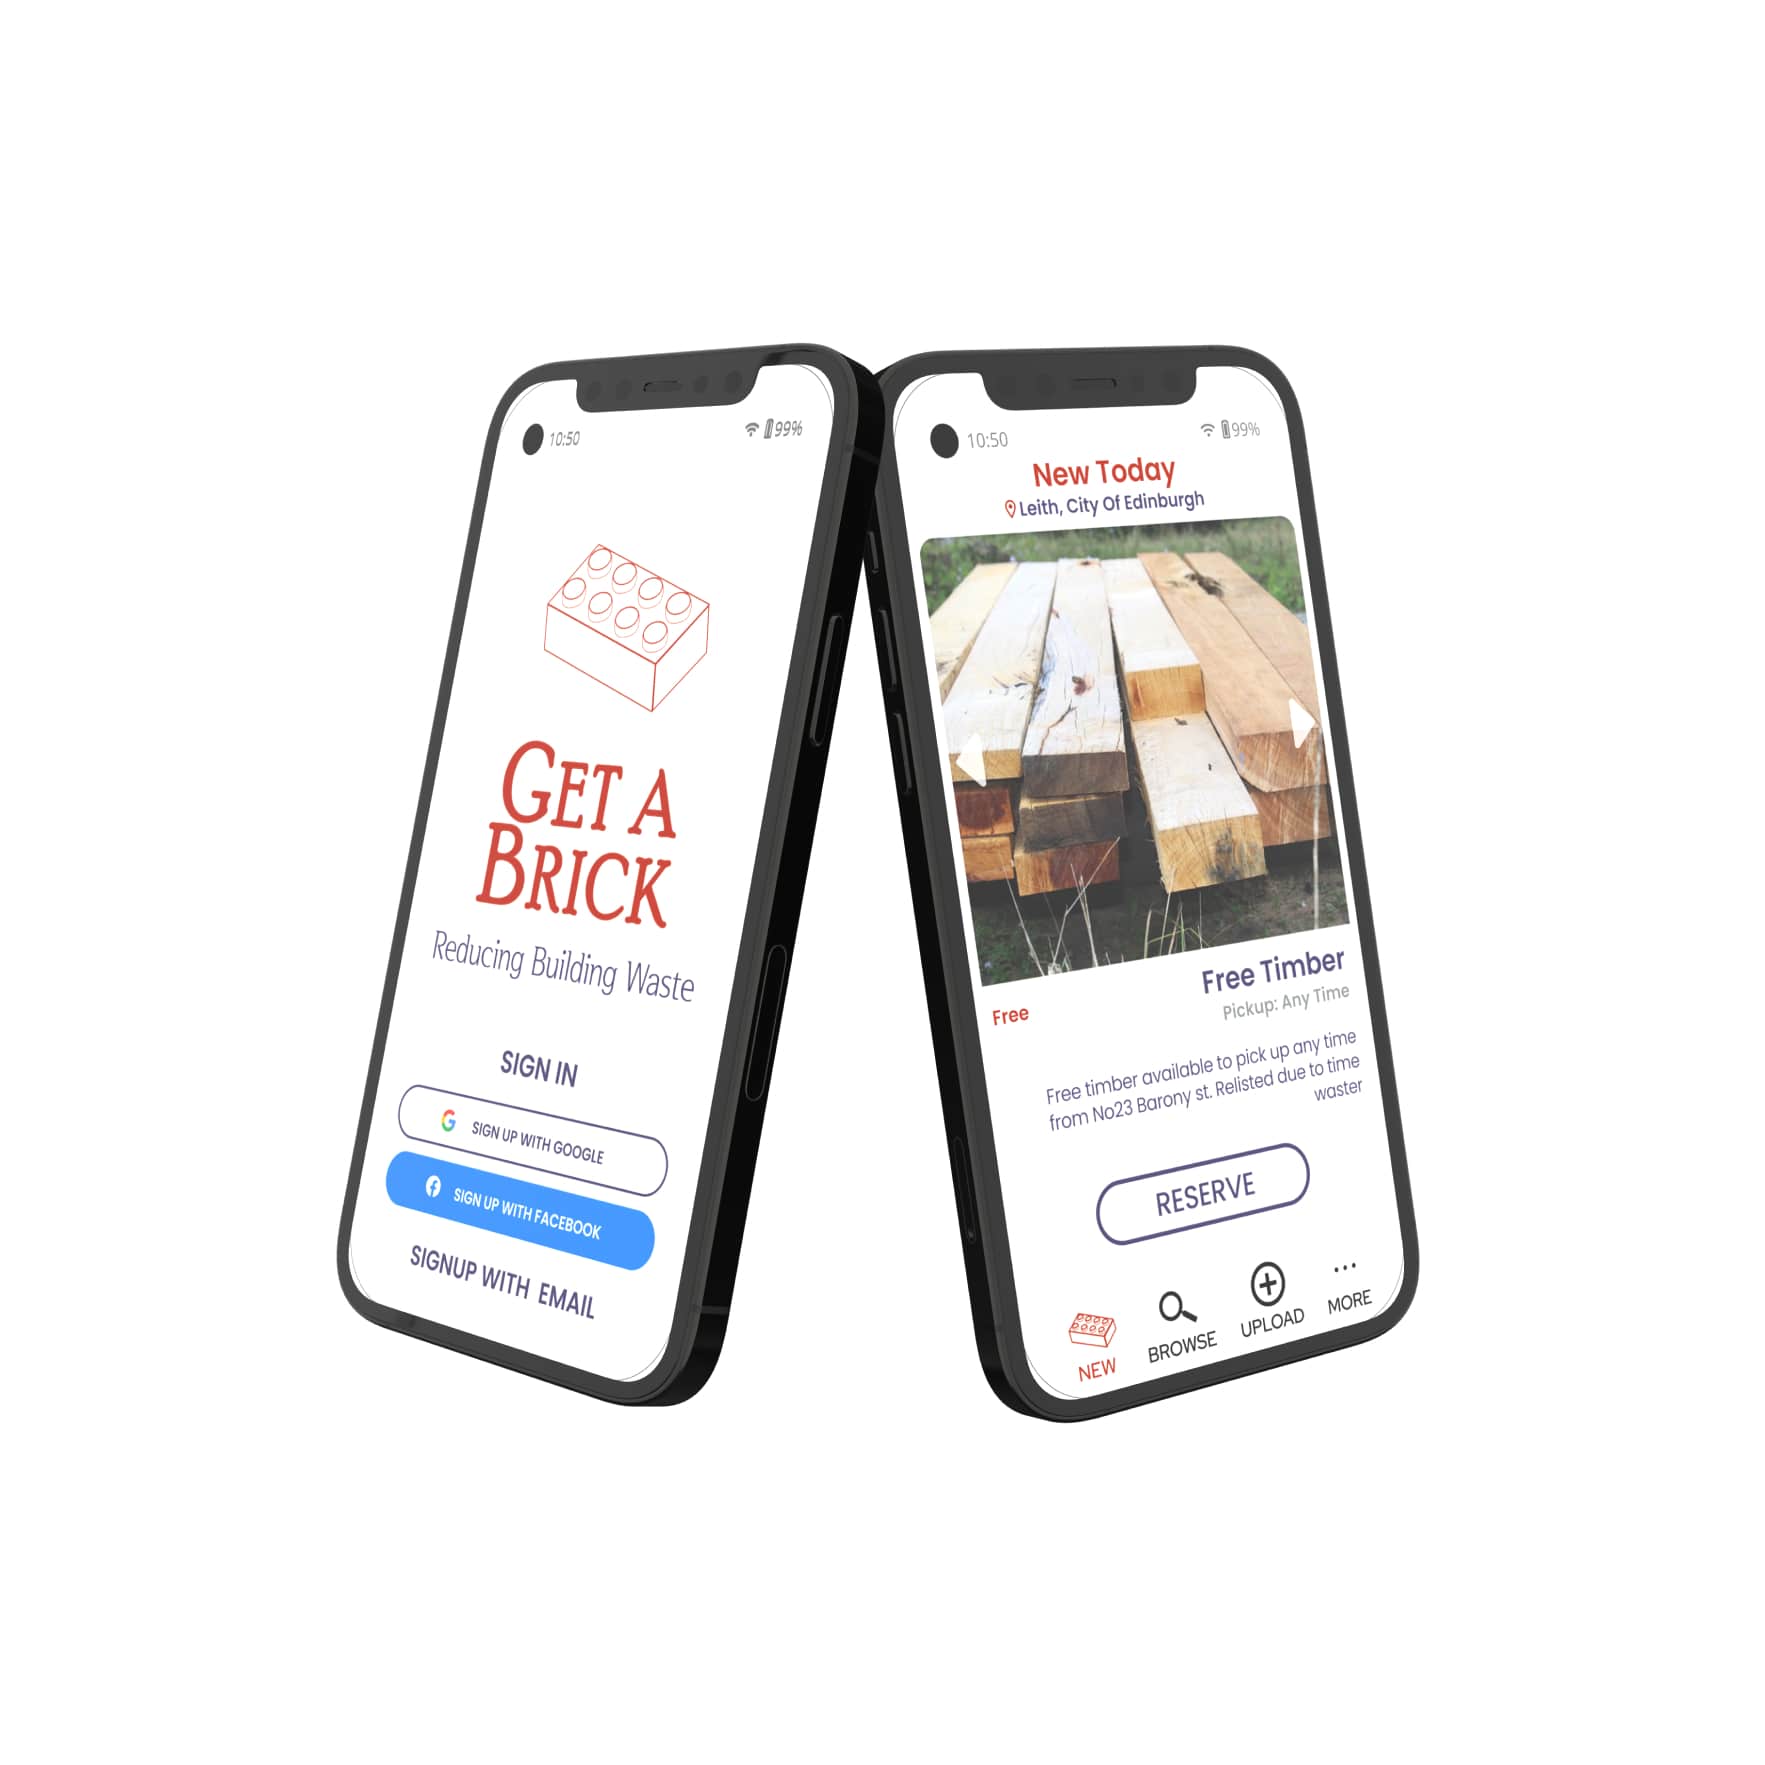 10:50
99%
GET A
BRICK
Reducing Building Waste
SIGN IN
SIGN UP WITH GOOGLE
SIGN UP WITH FACEBOOK
SIGNUP WITH EMAIL
10:50
99%
New Today
Leith, City Of Edinburgh
Free Timber
Free
Pickup: Any Time
Free timber available to pick up any time
from No23 Barony st. Relisted due to time
waster
RESERVE
NEW
BROWSE
UPLOAD
MORE